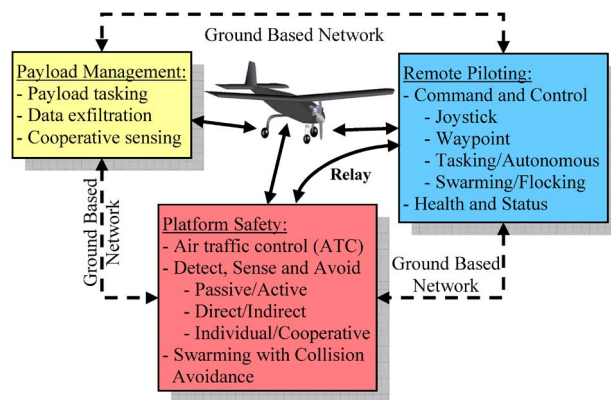 Ground Based Network
Payload Management:
- Payload tasking
- Data exfiltration
- Cooperative sensing
Remote Piloting:
- Command and Control
- Joystick
- Waypoint
- Tasking/Autonomous
- Swarming/Flocking
- Health and Status
Relay
Ground Based
Network
Platform Safety:
- Air traffic control (ATC)
- Detect, Sense and Avoid
- Passive/Active
- Direct/Indirect
- Individual/Cooperative
- Swarming with Collision
Avoidance
Ground Based
Network